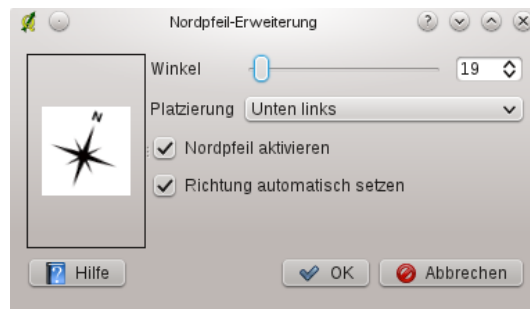 Nordpfeil-Erweiterung
Winkel 19
Platzierung Unten links
N
Nordpfeil aktivieren
Richtung automatisch setzen
Hilfe OK Abbrechen